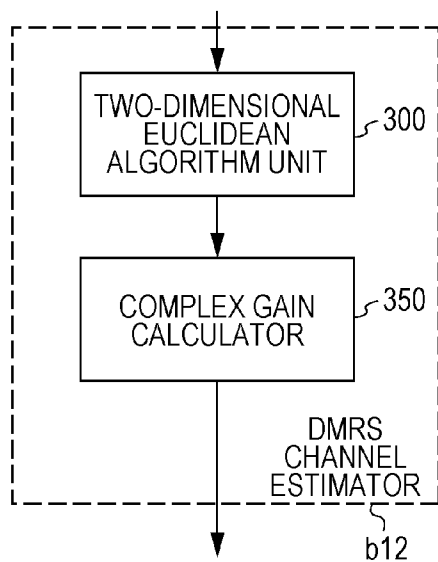 TWO-DIMENSIONAL
EUCLIDEAN
ALGORITHM UNIT
300
COMPLEX GAIN
CALCULATOR
350
DMRS
CHANNEL
ESTIMATOR
b12